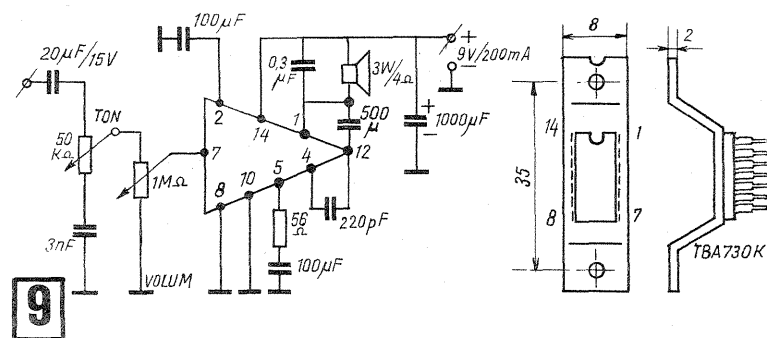 20µF/15V
50
KΩ
TON
3nF
1MΩ
VOLUM
100µF
2
7
8
10
5
4
14
1
12
0,3
µF
3W/4Ω
500
µ
220pF
56
Ω
100µF
1000µF
+
-
+
9V/200mA
-
9
8
2
35
14
1
8
7
TBA730K